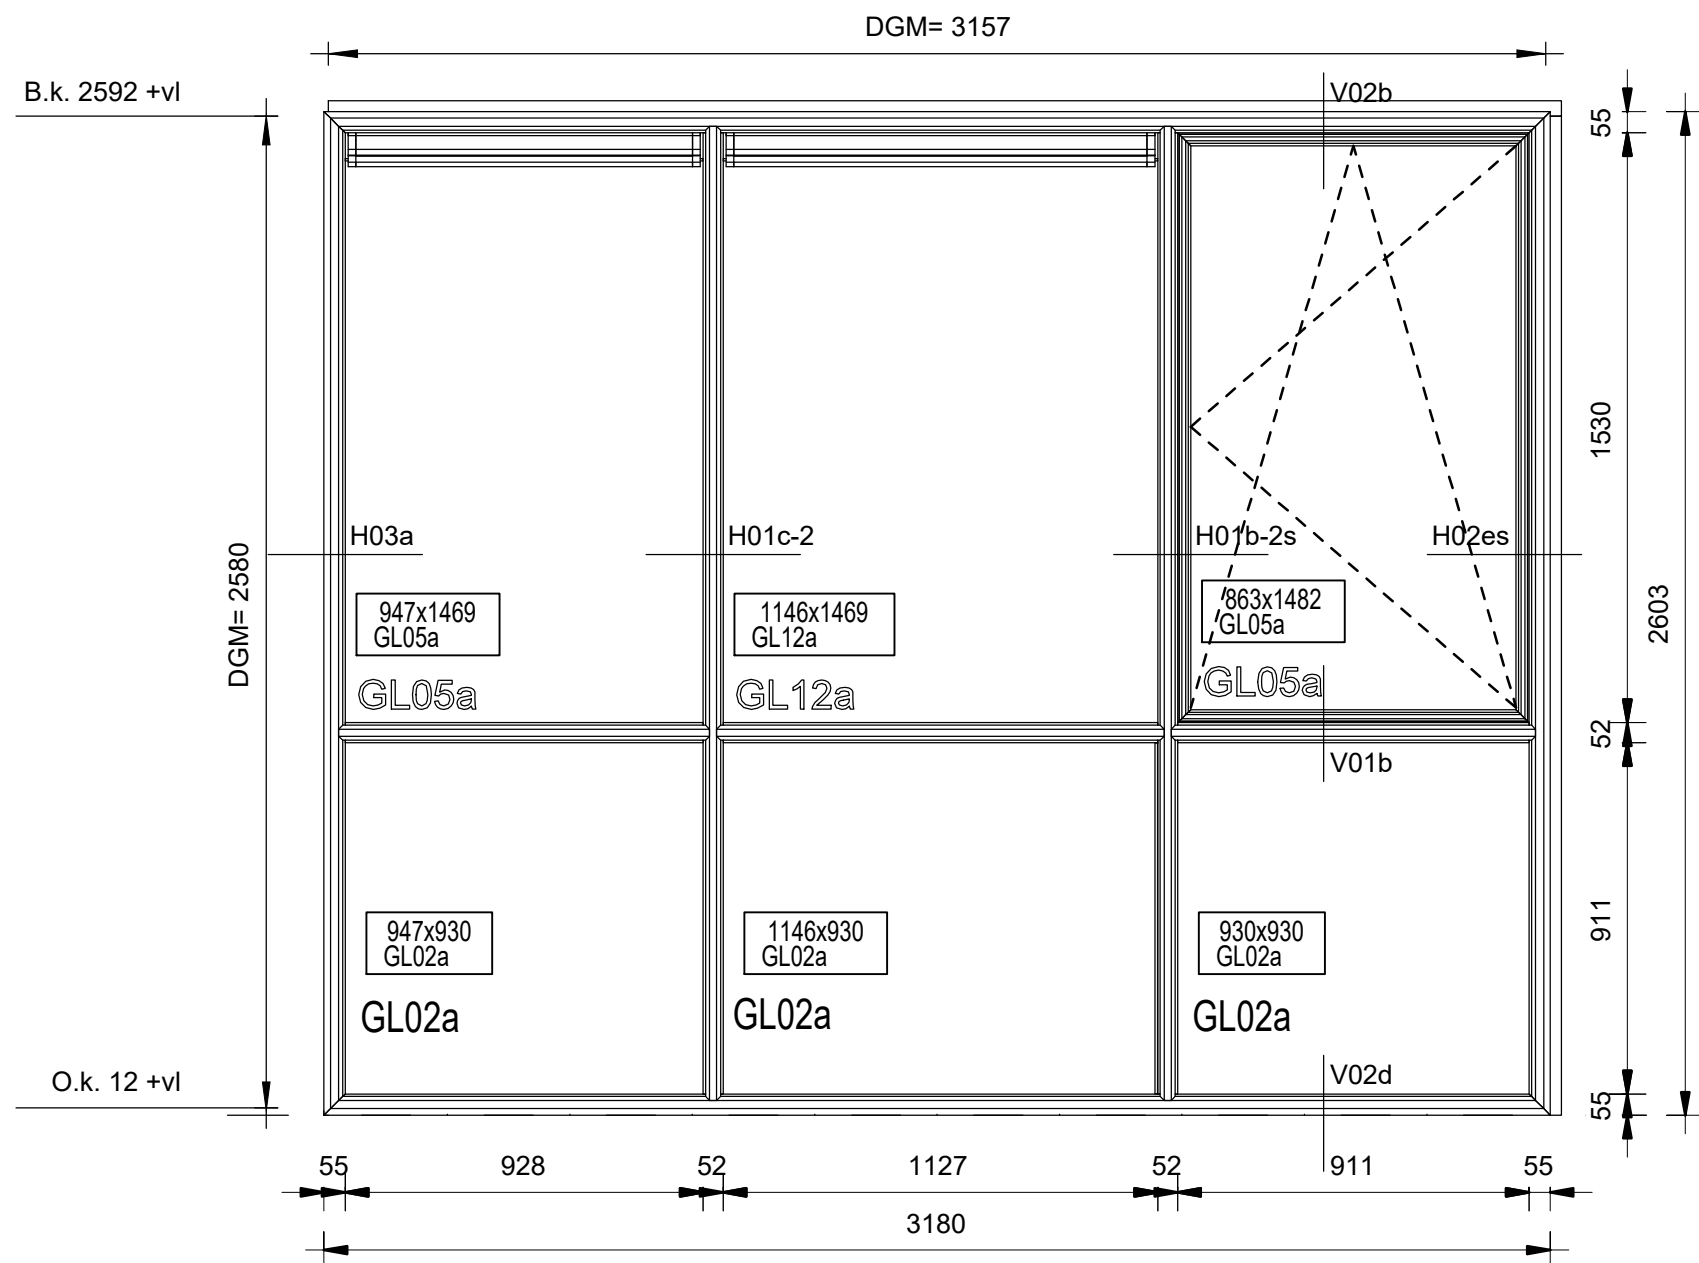 DGM= 3157
B.k. 2592 +vl
V02b
55
1530
DGM= 2580
H03a
H01c-2
H01b-2s
H02es
2603
947x1469
GL05a
1146x1469
GL12a
863x1482
GL05a
GL05a
GL12a
GL05a
52
V01b
911
947x930
GL02a
1146x930
GL02a
930x930
GL02a
GL02a
GL02a
GL02a
O.k. 12 +vl
V02d
55
55
928
52
1127
52
911
55
3180